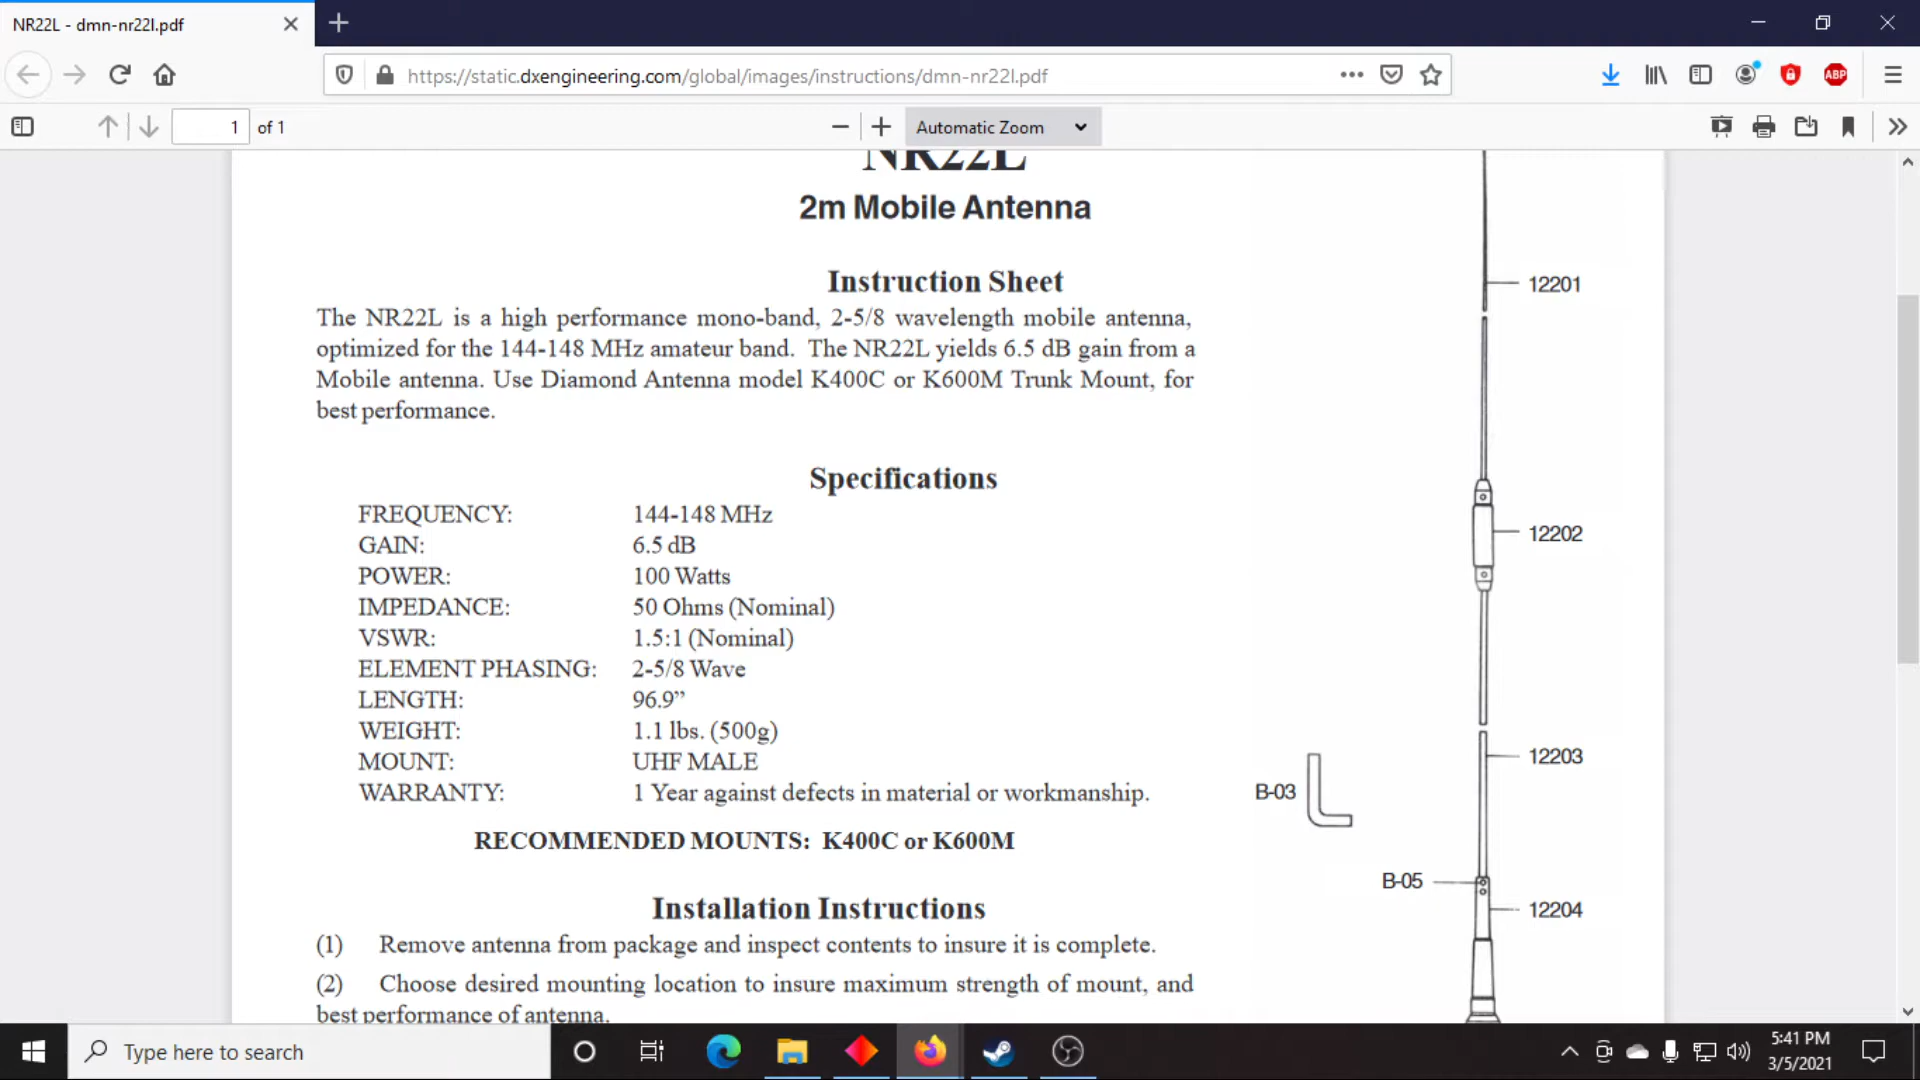 NR22L - dmn-nr22l.pdf
https://static.dxengineering.com/global/images/instructions/dmn-nr22l.pdf
ABP
1 of 1
Automatic Zoom
NR22L
2m Mobile Antenna
Instruction Sheet
The NR22L is a high performance mono-band, 2-5/8 wavelength mobile antenna,
optimized for the 144-148 MHz amateur band. The NR22L yields 6.5 dB gain from a
Mobile antenna. Use Diamond Antenna model K400C or K600M Trunk Mount, for
best performance.
Specifications
FREQUENCY: 144-148 MHz
GAIN: 6.5 dB
POWER: 100 Watts
IMPEDANCE: 50 Ohms (Nominal)
VSWR: 1.5:1 (Nominal)
ELEMENT PHASING: 2-5/8 Wave
LENGTH: 96.9”
WEIGHT: 1.1 lbs. (500g)
MOUNT: UHF MALE
WARRANTY: 1 Year against defects in material or workmanship.
RECOMMENDED MOUNTS: K400C or K600M
Installation Instructions
(1) Remove antenna from package and inspect contents to insure it is complete.
(2) Choose desired mounting location to insure maximum strength of mount, and
best performance of antenna.
12201
12202
12203
B-03
B-05
12204
Type here to search
5:41 PM
3/5/2021